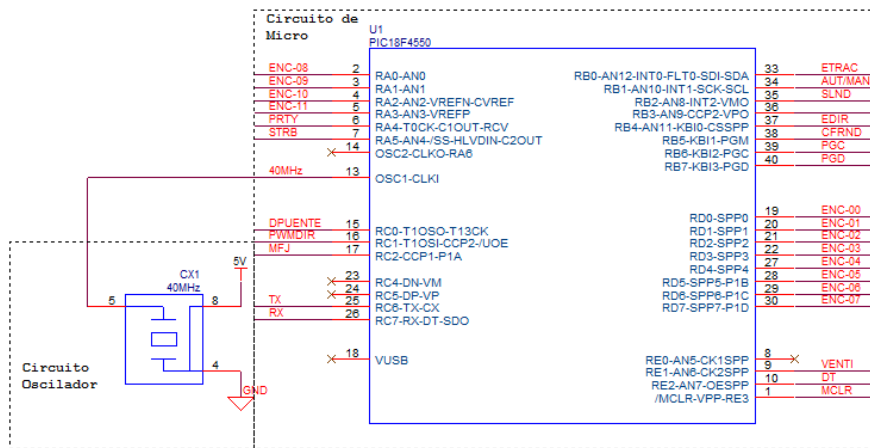 Circuito de
Micro
U1
PIC18F4550
ENC-08 2 RA0-AN0
ENC-09 3 RA1-AN1
ENC-10 4 RA2-AN2-VREFN-CVREF
ENC-11 5 RA3-AN3-VREFP
PRTY 6 RA4-T0CK-C1OUT-RCV
STRB 7 RA5-AN4-/SS-HLVDIN-C2OUT
14 OSC2-CLKO-RA6
40MHz 13 OSC1-CLKI
DPUENTE 15 RC0-T1OSO-T13CK
PWMDIR 16 RC1-T1OSI-CCP2-/UOE
MFJ 17 RC2-CCP1-P1A
23 RC4-DN-VM
24 RC5-DP-VP
TX 25 RC6-TX-CX
RX 26 RC7-RX-DT-SDO
18 VUSB
RB0-AN12-INT0-FLT0-SDI-SDA 33 ETRAC
RB1-AN10-INT1-SCK-SCL 34 AUT/MAN
RB2-AN8-INT2-VMO 35 SLND
RB3-AN9-CCP2-VPO 36
RB4-AN11-KBI0-CSSPP 37 EDIR
RB5-KBI1-PGM 38 CFRND
RB6-KBI2-PGC 39 PGC
RB7-KBI3-PGD 40 PGD
RD0-SPP0 19 ENC-00
RD1-SPP1 20 ENC-01
RD2-SPP2 21 ENC-02
RD3-SPP3 22 ENC-03
RD4-SPP4 27 ENC-04
RD5-SPP5-P1B 28 ENC-05
RD6-SPP6-P1C 29 ENC-06
RD7-SPP7-P1D 30 ENC-07
RE0-AN5-CK1SPP 8
RE1-AN6-CK2SPP 9 VENTI
RE2-AN7-OESPP 10 DT
/MCLR-VPP-RE3 1 MCLR
5V
CX1
40MHz
5 8
4
GND
Circuito
Oscilador